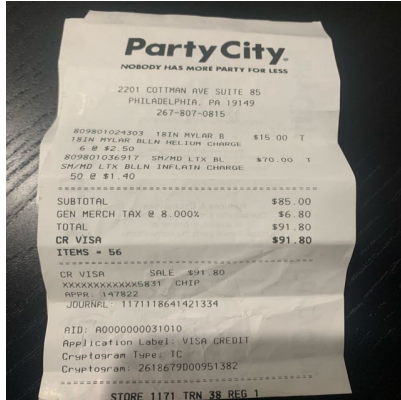 Party City.
NOBODY HAS MORE PARTY FOR LESS
2201 COTTMAN AVE SUITE 85
PHILADELPHIA, PA 19149
267-807-0815
809801024303 18IN MYLAR B $15.00 T
18IN MYLAR BLLN HELIUM CHARGE
6 @ $2.50
809801036917 SM/MD LTX BL $70.00 T
SM/MD LTX BLLN INFLATN CHARGE
50 @ $1.40
SUBTOTAL $85.00
GEN MERCH TAX @ 8.000% $6.80
TOTAL $91.80
CR VISA $91.80
ITEMS = 56
CR VISA SALE $91.80
XXXXXXXXXXXX5831 CHIP
APPR: 147822
JOURNAL: 1171118641421334
AID: A0000000031010
Application Label: VISA CREDIT
Cryptogram Type: TC
Cryptogram: 2618679D00951382
STORE 1171 TRN 38 REG 1